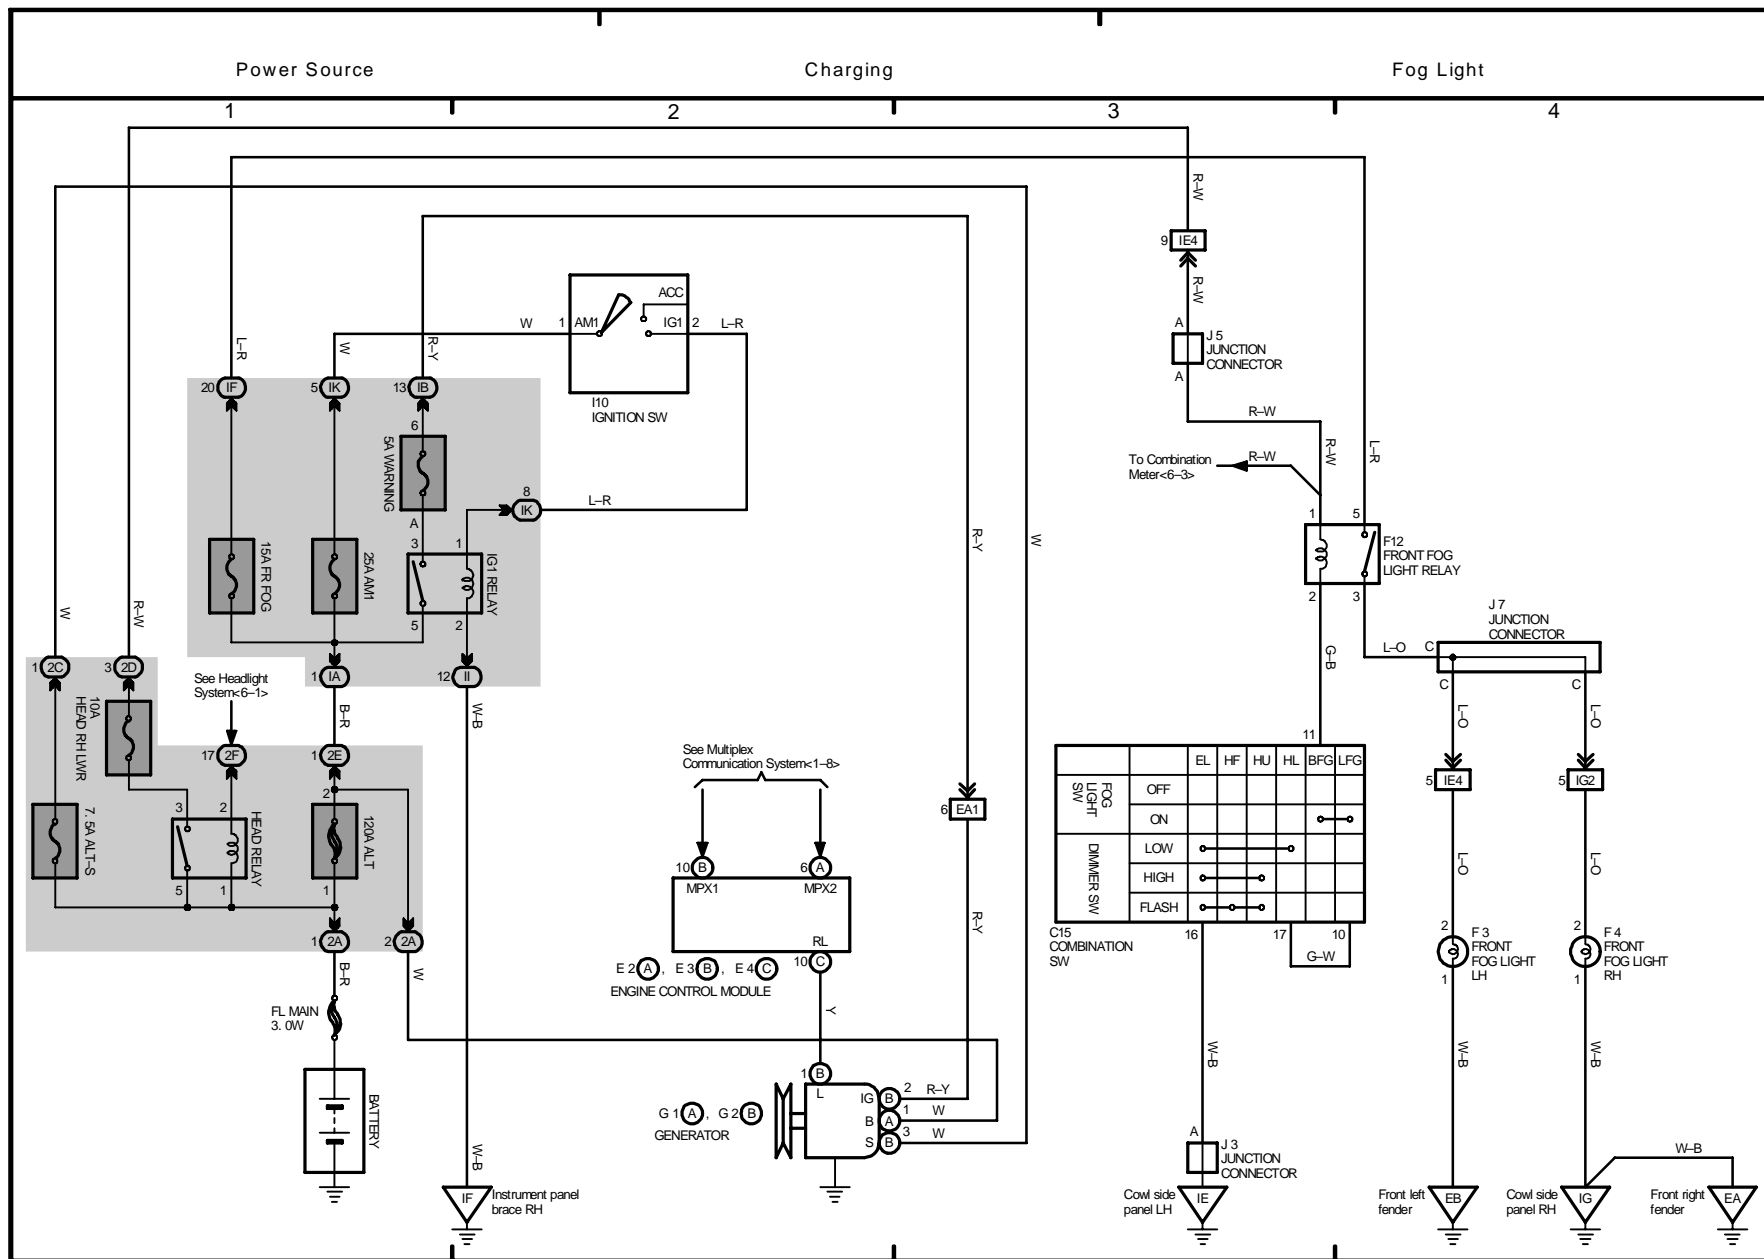 Power Source
Charging
Fog Light
1
2
3
4
R–W
9 IE4
R–W
A
J 5
JUNCTION
CONNECTOR
A
R–W
To Combination
Meter<6–3>
R–W
R–W
L–R
1
5
F12
FRONT FOG
LIGHT RELAY
2
3
G–B
L–O
C
J 7
JUNCTION
CONNECTOR
C
C
L–O
L–O
5 IE4
5 IG2
L–O
L–O
2
F 3
FRONT
FOG LIGHT
LH
1
2
F 4
FRONT
FOG LIGHT
RH
1
W–B
W–B
W–B
Front left
fender
EB
Cowl side
panel RH
IG
Front right
fender
EA
ACC
W
1
AM1
IG1
2
L–R
I10
IGNITION SW
L–R
W
R–Y
20 IF
5 IK
13 IB
6
5A WARNING
A
8
IK
L–R
15A FR FOG
25A AM1
3
1
IG1 RELAY
5
2
R–Y
W
W
R–W
1 2C
3 2D
1 IA
12 II
See Headlight
System<6–1>
10A
HEAD RH LWR
B–R
W–B
17 2F
1 2E
7. 5A ALT–S
3
2
HEAD RELAY
5
1
2
120A ALT
1
1 2A
2 2A
B–R
W
FL MAIN
3. 0W
BATTERY
W–B
IF
Instrument panel
brace RH
See Multiplex
Communication System<1–8>
10 B
6 A
MPX1
MPX2
RL
E 2 A , E 3 B , E 4 C
10 C
ENGINE CONTROL MODULE
Y
6 EA1
R–Y
1 B
L
IG B 2 R–Y
B A 1 W
S B 3 W
G 1 A , G 2 B
GENERATOR
11
EL HF HU HL BFG LFG
FOG
LIGHT
SW
OFF
ON
DIMMER SW
LOW
HIGH
FLASH
C15
COMBINATION
SW
16
17
10
G–W
W–B
A
J 3
JUNCTION
CONNECTOR
Cowl side
panel LH
IE